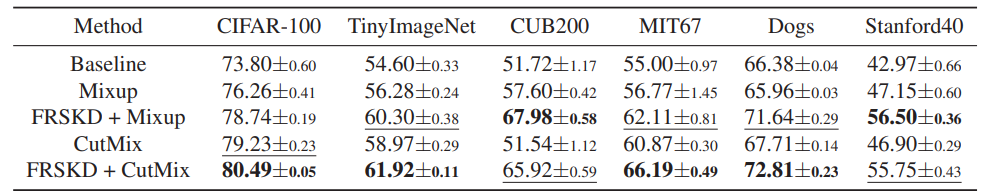 Method CIFAR-100 TinyImageNet CUB200 MIT67 Dogs Stanford40
Baseline 73.80±0.60 54.60±0.33 51.72±1.17 55.00±0.97 66.38±0.04 42.97±0.66
Mixup 76.26±0.41 56.28±0.24 57.60±0.42 56.77±1.45 65.96±0.03 47.15±0.60
FRSKD + Mixup 78.74±0.19 60.30±0.38 67.98±0.58 62.11±0.81 71.64±0.29 56.50±0.36
CutMix 79.23±0.23 58.97±0.29 51.54±1.12 60.87±0.30 67.71±0.14 46.90±0.29
FRSKD + CutMix 80.49±0.05 61.92±0.11 65.92±0.59 66.19±0.49 72.81±0.23 55.75±0.43